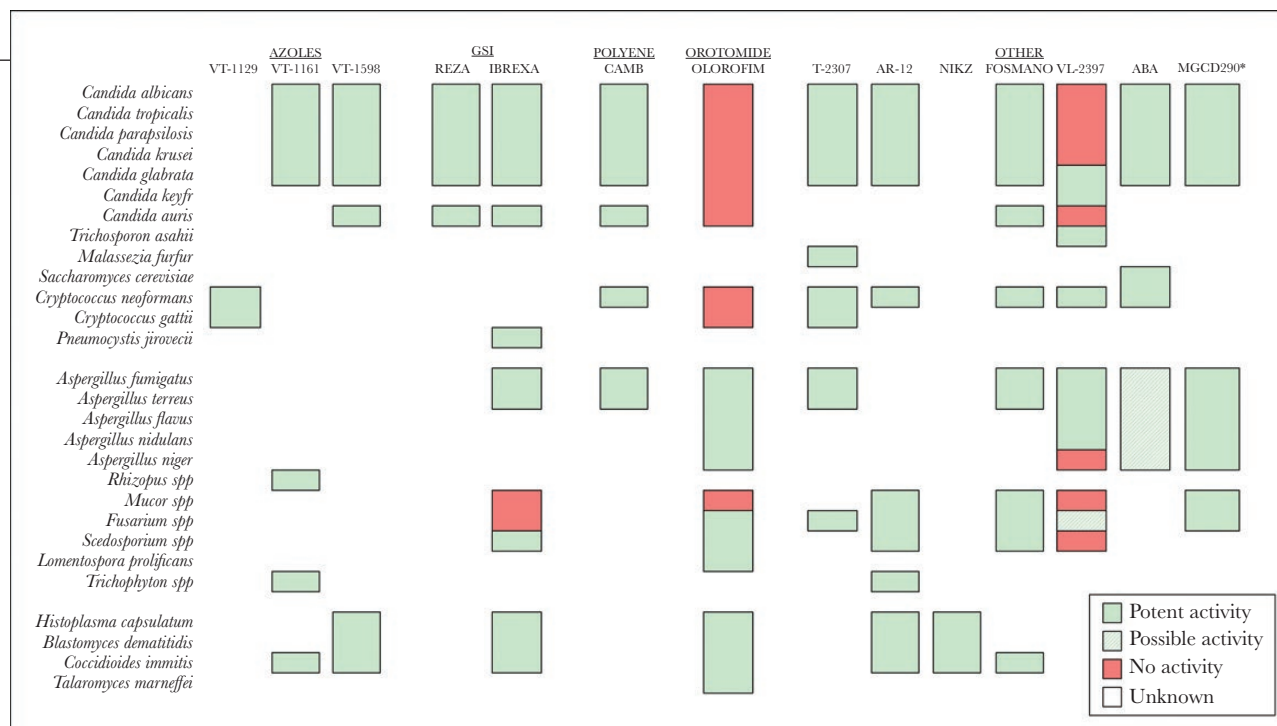 AZOLES GSI POLYENE OROTOMIDE OTHER
VT-1129 VT-1161 VT-1598 REZA IBREXA CAMB OLOROFIM T-2307 AR-12 NIKZ FOSMANO VL-2397 ABA MGCD290*
Candida albicans
Candida tropicalis
Candida parapsilosis
Candida krusei
Candida glabrata
Candida keyfr
Candida auris
Trichosporon asahii
Malassezia furfur
Saccharomyces cerevisiae
Cryptococcus neoformans
Cryptococcus gattii
Pneumocystis jirovecii
Aspergillus fumigatus
Aspergillus terreus
Aspergillus flavus
Aspergillus nidulans
Aspergillus niger
Rhizopus spp
Mucor spp
Fusarium spp
Scedosporium spp
Lomentospora prolificans
Trichophyton spp
Histoplasma capsulatum
Blastomyces dematitidis
Coccidioides immitis
Talaromyces marneffei
Potent activity
Possible activity
No activity
Unknown